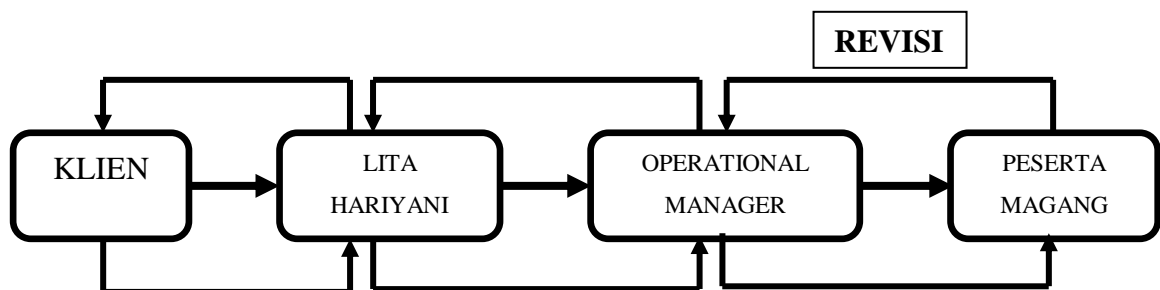 REVISI
KLIEN
LITA
HARIYANI
OPERATIONAL
MANAGER
PESERTA
MAGANG